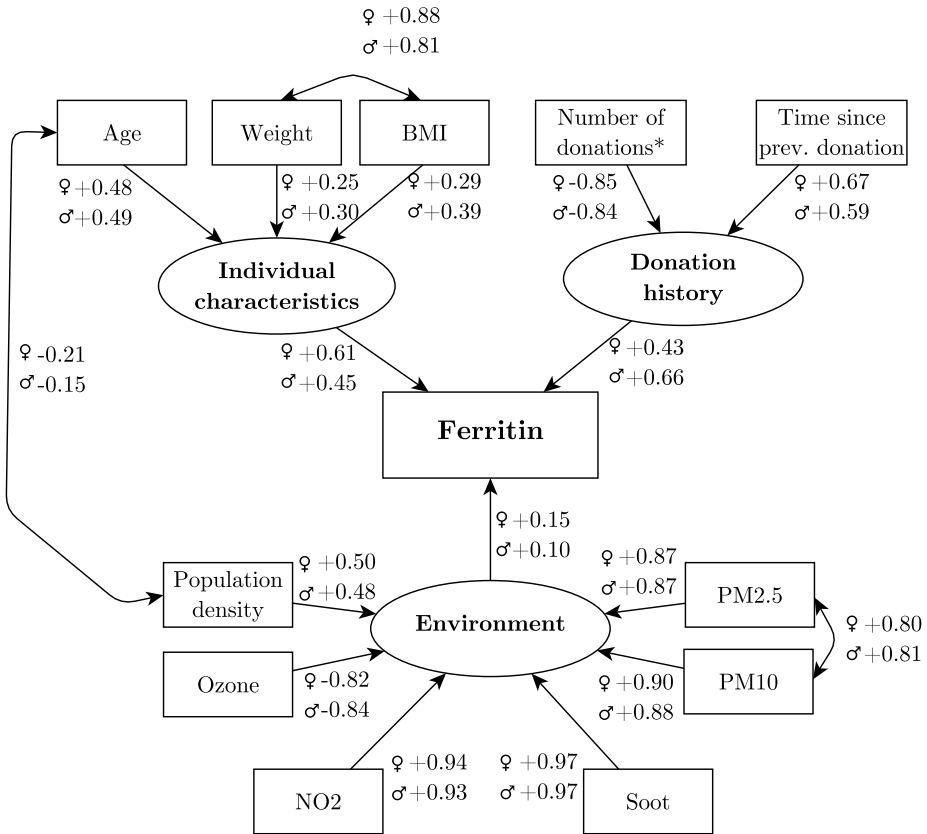 ♀ +0.88
♂ +0.81
Age
Weight
BMI
Number of
donations*
Time since
prev. donation
♀ +0.48
♂ +0.49
♀ +0.25
♂ +0.30
♀ +0.29
♂ +0.39
♀ -0.85
♂ -0.84
♀ +0.67
♂ +0.59
Individual
characteristics
Donation
history
♀ -0.21
♂ -0.15
♀ +0.61
♂ +0.45
♀ +0.43
♂ +0.66
Ferritin
♀ +0.15
♂ +0.10
Population
density
♀ +0.50
♂ +0.48
Environment
♀ +0.87
♂ +0.87
PM2.5
♀ +0.80
♂ +0.81
Ozone
♀ -0.82
♂ -0.84
♀ +0.90
♂ +0.88
PM10
NO2
♀ +0.94
♂ +0.93
♀ +0.97
♂ +0.97
Soot